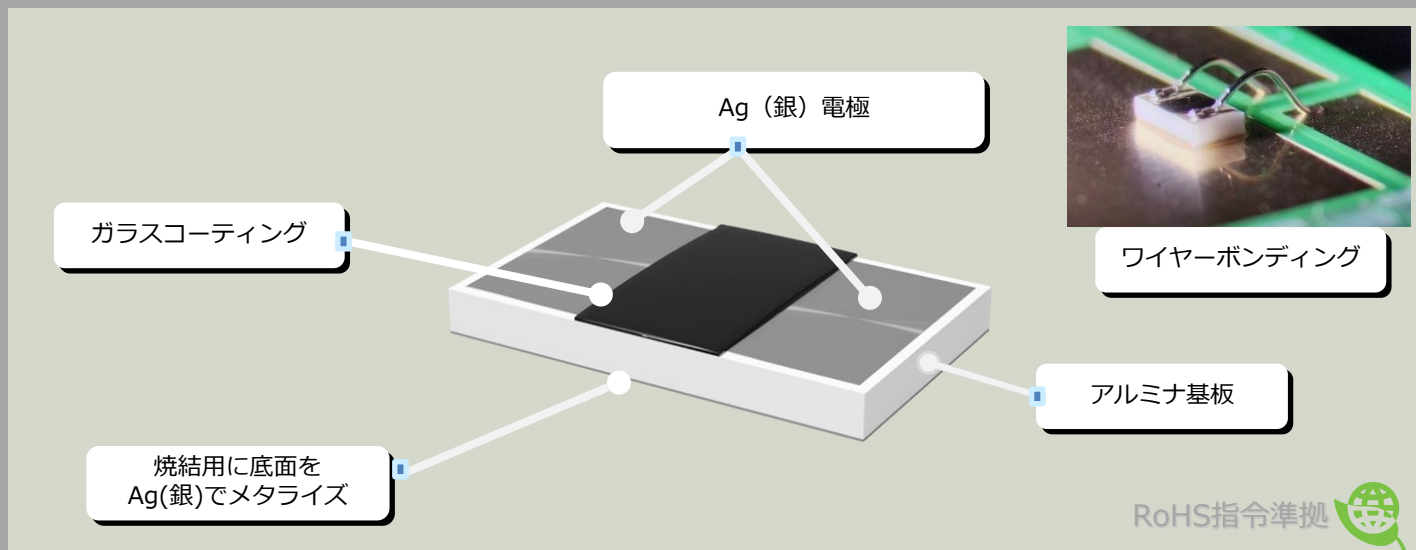 Ag（銀）電極
ガラスコーティング
ワイヤーボンディング
アルミナ基板
焼結用に底面を
Ag(銀)でメタライズ
RoHS指令準拠